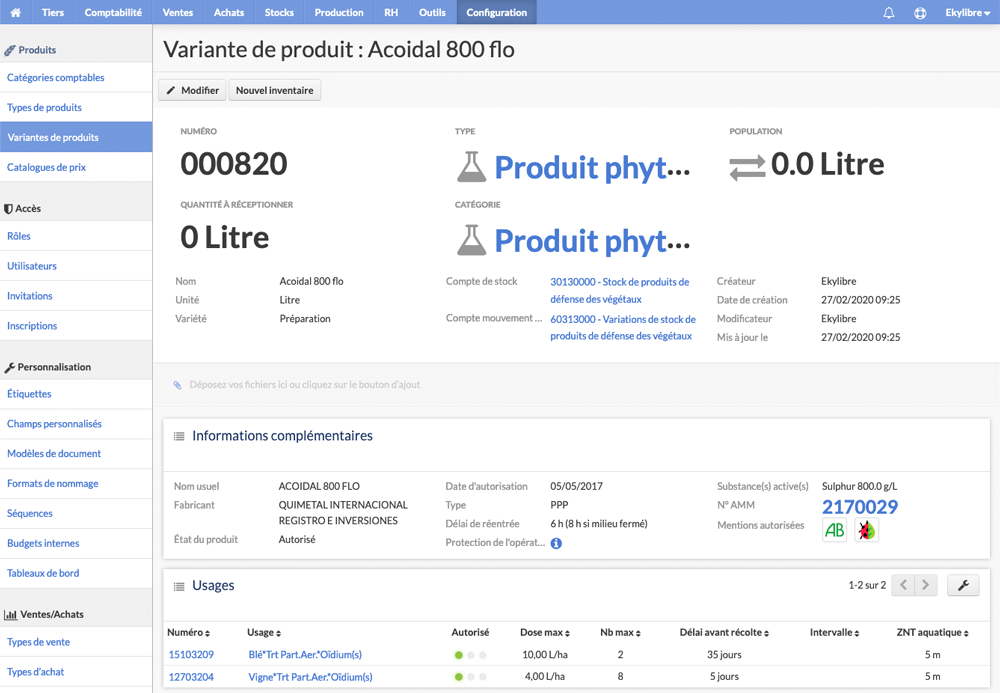 Tiers Comptabilité Ventes Achats Stocks Production RH Outils Configuration Ekylibre
Produits
Catégories comptables
Types de produits
Variantes de produits
Catalogues de prix
Accès
Rôles
Utilisateurs
Invitations
Inscriptions
Personnalisation
Étiquettes
Champs personnalisés
Modèles de document
Formats de nommage
Séquences
Budgets internes
Tableaux de bord
Ventes/Achats
Types de vente
Types d'achat
Variante de produit : Acoidal 800 flo
Modifier Nouvel inventaire
NUMÉRO TYPE POPULATION
000820 Produit phyt... 0.0 Litre
QUANTITÉ À RÉCEPTIONNER CATÉGORIE
0 Litre Produit phyt...
Nom Acoidal 800 flo
Unité Litre
Variété Préparation
Compte de stock 30130000 - Stock de produits de
défense des végétaux
Compte mouvement ... 60313000 - Variations de stock de
produits de défense des végétaux
Créateur Ekylibre
Date de création 27/02/2020 09:25
Modificateur Ekylibre
Mis à jour le 27/02/2020 09:25
Déposez vos fichiers ici ou cliquez sur le bouton d'ajout
Informations complémentaires
Nom usuel ACOIDAL 800 FLO
Fabricant QUIMETAL INTERNACIONAL
REGISTRO E INVERSIONES
État du produit Autorisé
Date d'autorisation 05/05/2017
Type PPP
Délai de réentrée 6 h (8 h si milieu fermé)
Protection de l'opérat...
Substance(s) active(s) Sulphur 800.0 g/L
N° AMM 2170029
Mentions autorisées AB
Usages 1-2 sur 2
Numéro Usage Autorisé Dose max Nb max Délai avant récolte Intervalle ZNT aquatique
15103209 Blé*Trt Part.Aer.*Oïdium(s) 10,00 L/ha 2 35 jours 5 m
12703204 Vigne*Trt Part.Aer.*Oïdium(s) 4,00 L/ha 8 5 jours 5 m